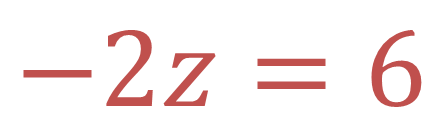 −2z = 6